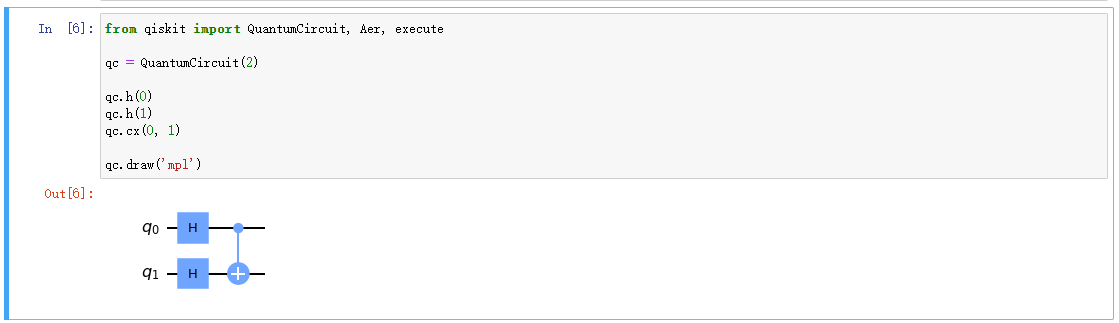 In [6]: from qiskit import QuantumCircuit, Aer, execute
qc = QuantumCircuit(2)
qc.h(0)
qc.h(1)
qc.cx(0, 1)
qc.draw('mpl')
Out[6]:
q0 H
q1 H